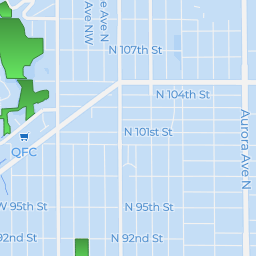 Ave NW
e Ave N
N 107th St
N 104th St
N 101st St
Aurora Ave N
QFC
W 95th St
N 95th St
92nd St
N 92nd St